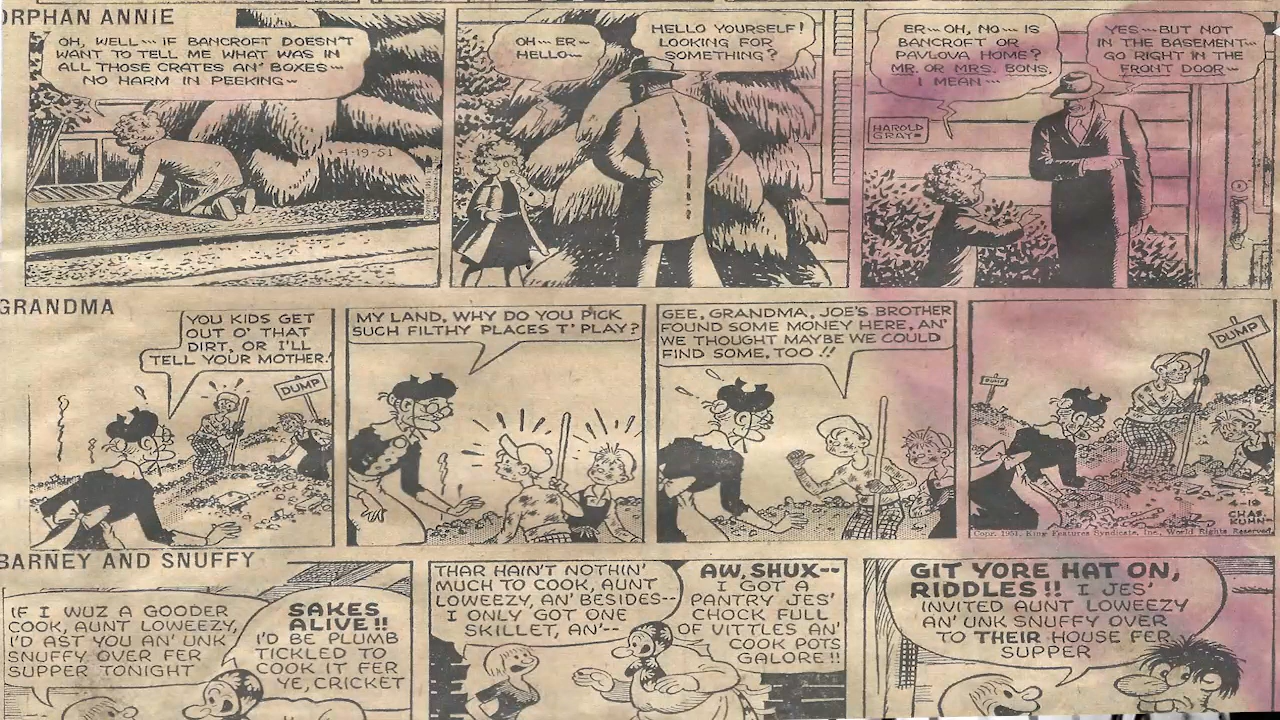 ORPHAN ANNIE
OH, WELL··· IF BANCROFT DOESN'T
WANT TO TELL ME WHAT WAS IN
ALL THOSE CRATES AN' BOXES···
NO HARM IN PEEKING··
4-19-51
OH··· ER··
HELLO···
HELLO YOURSELF!
LOOKING FOR
SOMETHING?
ER··· OH, NO··· IS
BANCROFT OR
PAVLOVA HOME?
MR. OR MRS. BONS,
I MEAN···
YES··· BUT NOT
IN THE BASEMENT···
GO RIGHT IN THE
FRONT DOOR···
HAROLD
GRAY
GRANDMA
YOU KIDS GET
OUT O' THAT
DIRT, OR I'LL
TELL YOUR MOTHER!
DUMP
MY LAND, WHY DO YOU PICK
SUCH FILTHY PLACES T' PLAY?
GEE, GRANDMA, JOE'S BROTHER
FOUND SOME MONEY HERE, AN'
WE THOUGHT MAYBE WE COULD
FIND SOME, TOO!!
DUMP
DUMP
4-19
CHAS.
KUHN
Copr. 1951, King Features Syndicate, Inc., World Rights Reserved.
BARNEY AND SNUFFY
IF I WUZ A GOODER
COOK, AUNT LOWEEZY,
I'D AST YOU AN' UNK
SNUFFY OVER FER
SUPPER TONIGHT
SAKES
ALIVE!!
I'D BE PLUMB
TICKLED TO
COOK IT FER
YE, CRICKET
THAR HAIN'T NOTHIN'
MUCH TO COOK, AUNT
LOWEEZY, AN' BESIDES--
I ONLY GOT ONE
SKILLET, AN'--
AW, SHUX--
I GOT A
PANTRY JES'
CHOCK FULL
OF VITTLES AN'
COOK POTS
GALORE!!
GIT YORE HAT ON,
RIDDLES!! I JES'
INVITED AUNT LOWEEZY
AN' UNK SNUFFY OVER
TO THEIR HOUSE FER
SUPPER